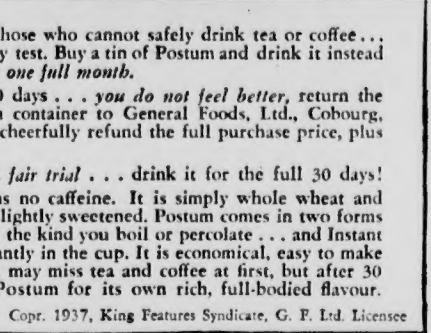 hose who cannot safely drink tea or coffee...
y test. Buy a tin of Postum and drink it instead
one full month.
days . . . you do not feel better, return the
container to General Foods, Ltd., Cobourg,
cheerfully refund the full purchase price, plus
fair trial . . . drink it for the full 30 days!
s no caffeine. It is simply whole wheat and
lightly sweetened. Postum comes in two forms
the kind you boil or percolate . . . and Instant
antly in the cup. It is economical, easy to make
may miss tea and coffee at first, but after 30
Postum for its own rich, full-bodied flavour.
Copr. 1937, King Features Syndicate, G. F. Ltd. Licensee